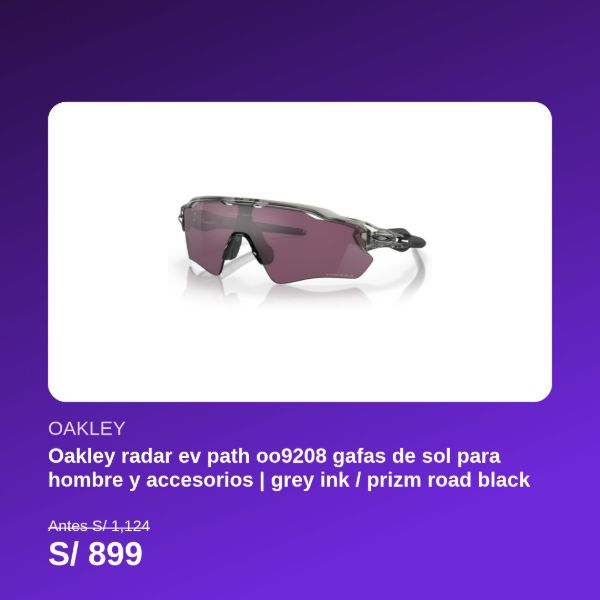 OAKLEY
Oakley radar ev path oo9208 gafas de sol para
hombre y accesorios | grey ink / prizm road black
Antes S/ 1,124
S/ 899